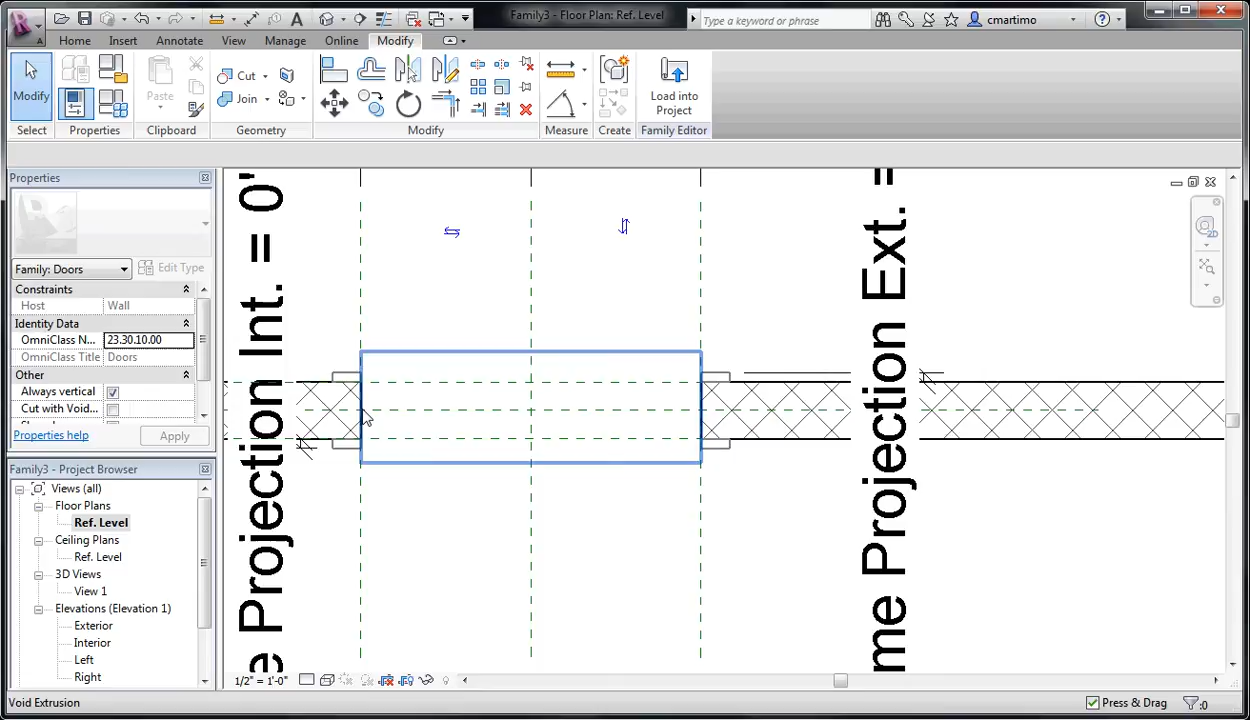 Family3 - Floor Plan: Ref. Level
Type a keyword or phrase
cmartimo
Home
Insert
Annotate
View
Manage
Online
Modify
Modify
Paste
Cut
Join
Load into
Project
Select
Properties
Clipboard
Geometry
Modify
Measure
Create
Family Editor
Properties
Family: Doors
Edit Type
Constraints
Host
Wall
Identity Data
OmniClass N...
23.30.10.00
OmniClass Title
Doors
Other
Always vertical
Cut with Void...
Properties help
Apply
Family3 - Project Browser
Views (all)
Floor Plans
Ref. Level
Ceiling Plans
Ref. Level
3D Views
View 1
Elevations (Elevation 1)
Exterior
Interior
Left
Right
e Projection Int. = 0'
me Projection Ext. =
2D
1/2" = 1'-0"
Void Extrusion
Press & Drag
:0